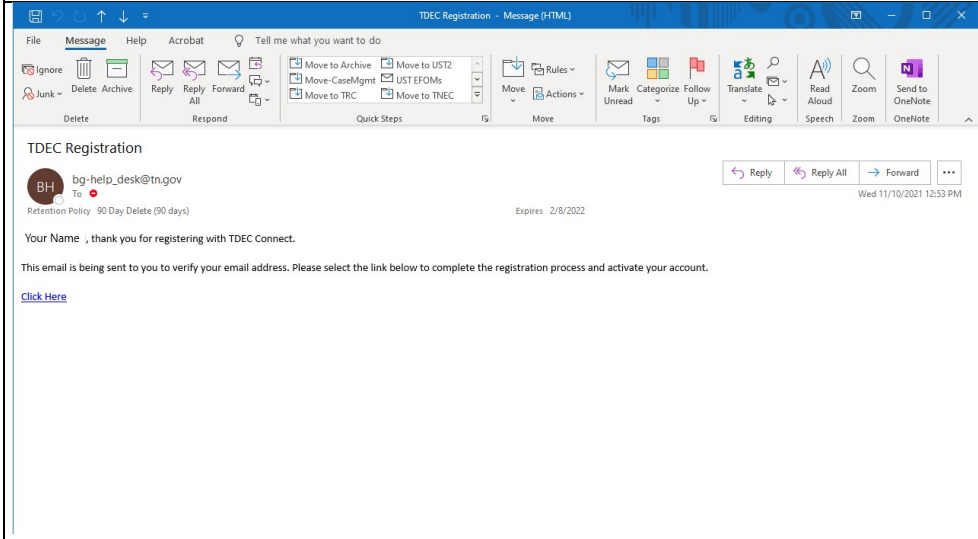 TDEC Registration - Message (HTML)
File Message Help Acrobat Tell me what you want to do
Ignore
Junk
Delete
Archive
Reply
Reply All
Forward
Move to Archive
Move to UST2
Move-CaseMgmt
UST EFOMs
Move to TRC
Move to TNEC
Move
Rules
Actions
Mark Unread
Categorize
Follow Up
Translate
Read Aloud
Zoom
Send to OneNote
Delete Respond Quick Steps Move Tags Editing Speech Zoom OneNote
TDEC Registration
BH
bg-help_desk@tn.gov
To
Reply Reply All Forward
Wed 11/10/2021 12:53 PM
Retention Policy 90 Day Delete (90 days) Expires 2/8/2022
Your Name , thank you for registering with TDEC Connect.
This email is being sent to you to verify your email address. Please select the link below to complete the registration process and activate your account.
Click Here